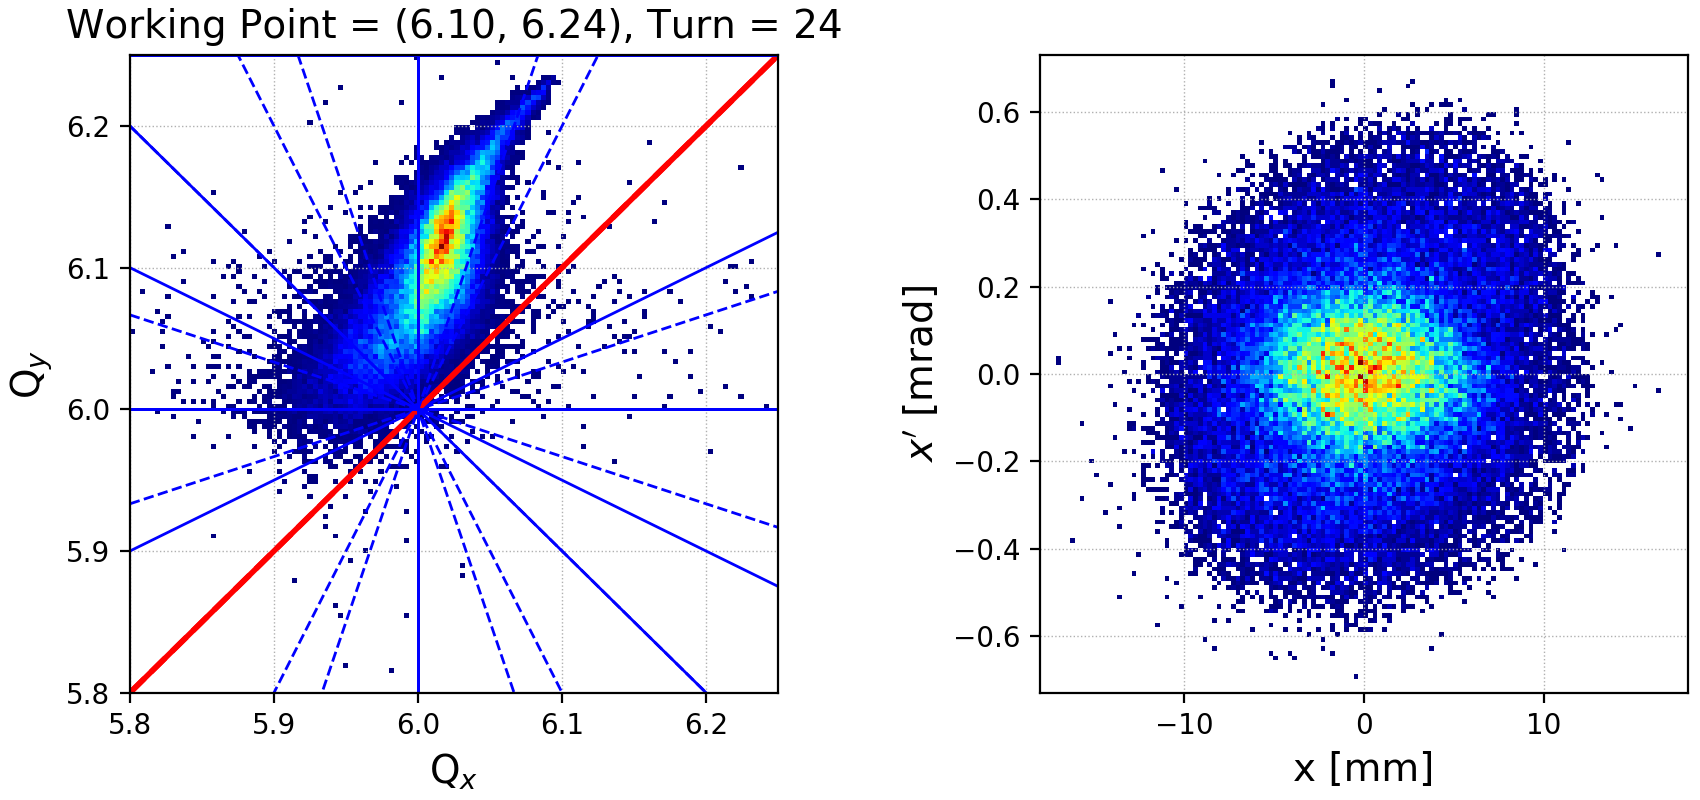 Working Point = (6.10, 6.24), Turn = 24
6.2
6.1
6.0
5.9
5.8
Qy
5.8 5.9 6.0 6.1 6.2
Qx
0.6
0.4
0.2
0.0
−0.2
−0.4
−0.6
x′ [mrad]
−10 0 10
x [mm]